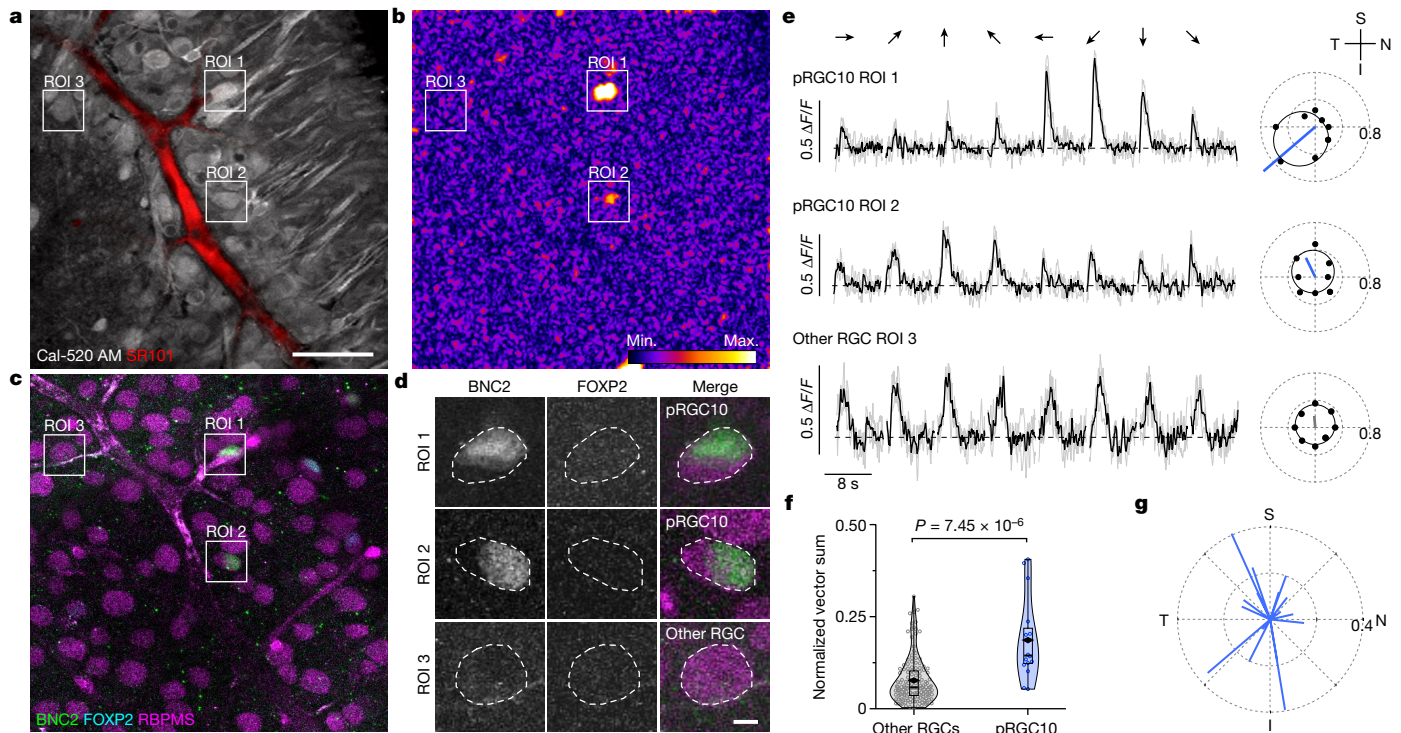 a
ROI 3
ROI 1
ROI 2
Cal-520 AM SR101
b
ROI 3
ROI 1
ROI 2
Min. Max.
c
ROI 3
ROI 1
ROI 2
BNC2 FOXP2 RBPMS
d
BNC2 FOXP2 Merge
ROI 1
pRGC10
ROI 2
pRGC10
ROI 3
Other RGC
e
S
T N
I
pRGC10 ROI 1
0.5 ΔF/F
0.8
pRGC10 ROI 2
0.5 ΔF/F
0.8
Other RGC ROI 3
0.5 ΔF/F
0.8
8 s
f
P = 7.45 × 10⁻⁶
Normalized vector sum
0.50
0.25
0
Other RGCs pRGC10
g
S
T 0.4 N
I